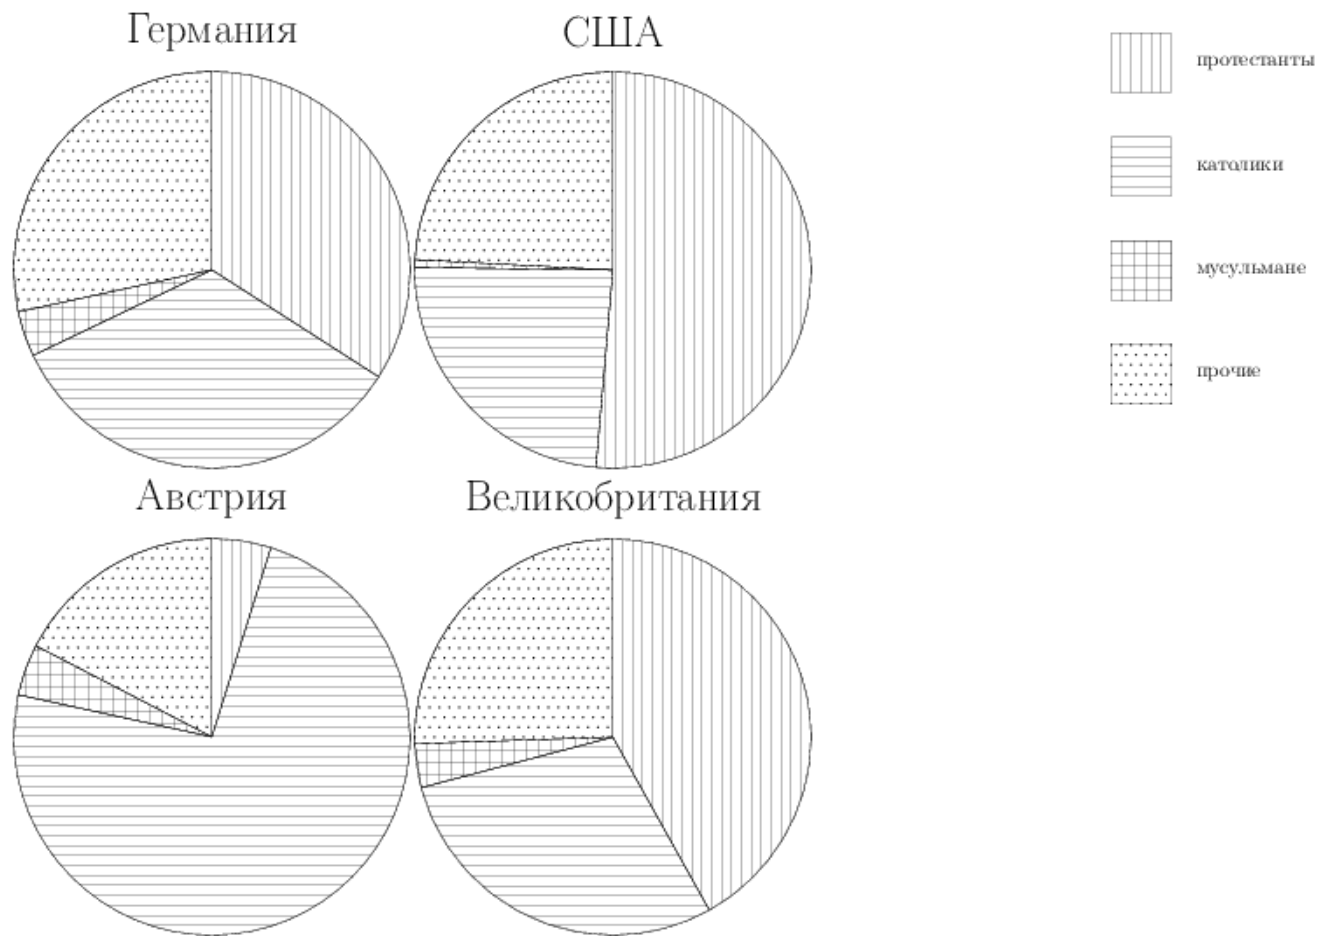 Германия
США
протестанты
католики
мусульмане
прочие
Австрия
Великобритания